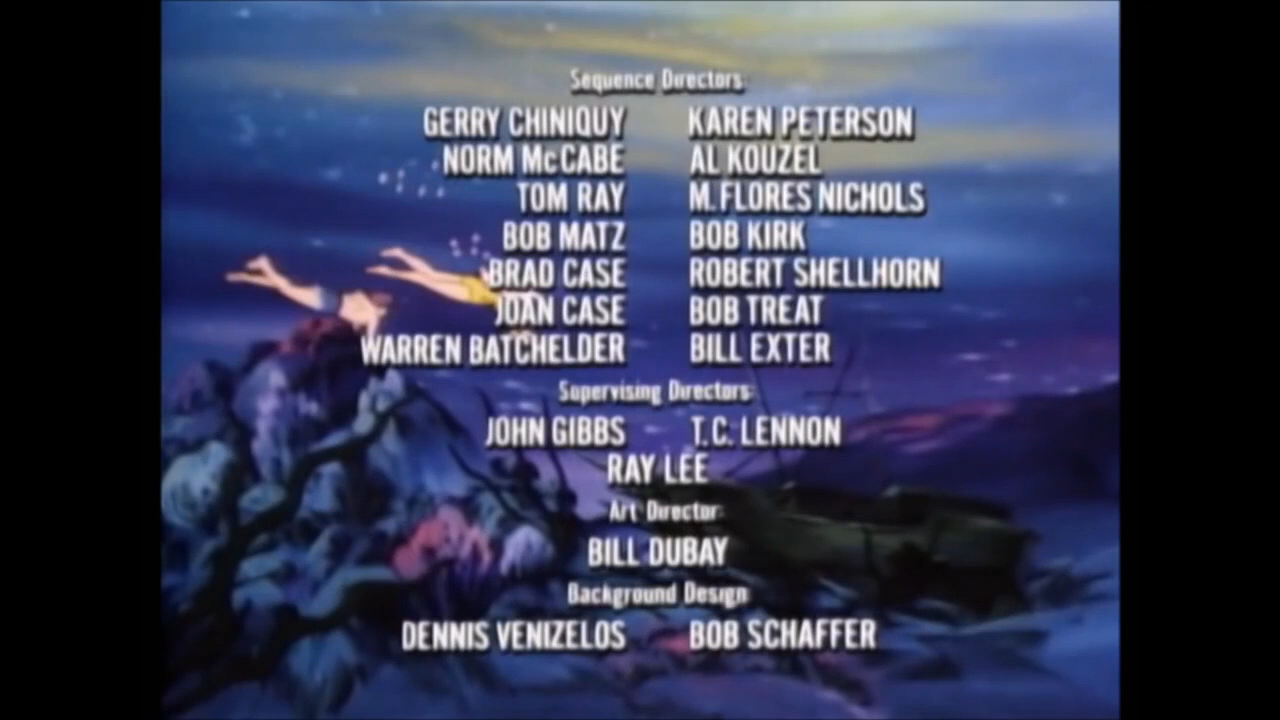 Sequence Directors:
GERRY CHINIQUY KAREN PETERSON
NORM McCABE AL KOUZEL
TOM RAY M. FLORES NICHOLS
BOB MATZ BOB KIRK
BRAD CASE ROBERT SHELLHORN
JOAN CASE BOB TREAT
WARREN BATCHELDER BILL EXTER
Supervising Directors:
JOHN GIBBS T.C. LENNON
RAY LEE
Art Director:
BILL DUBAY
Background Design:
DENNIS VENIZELOS BOB SCHAFFER